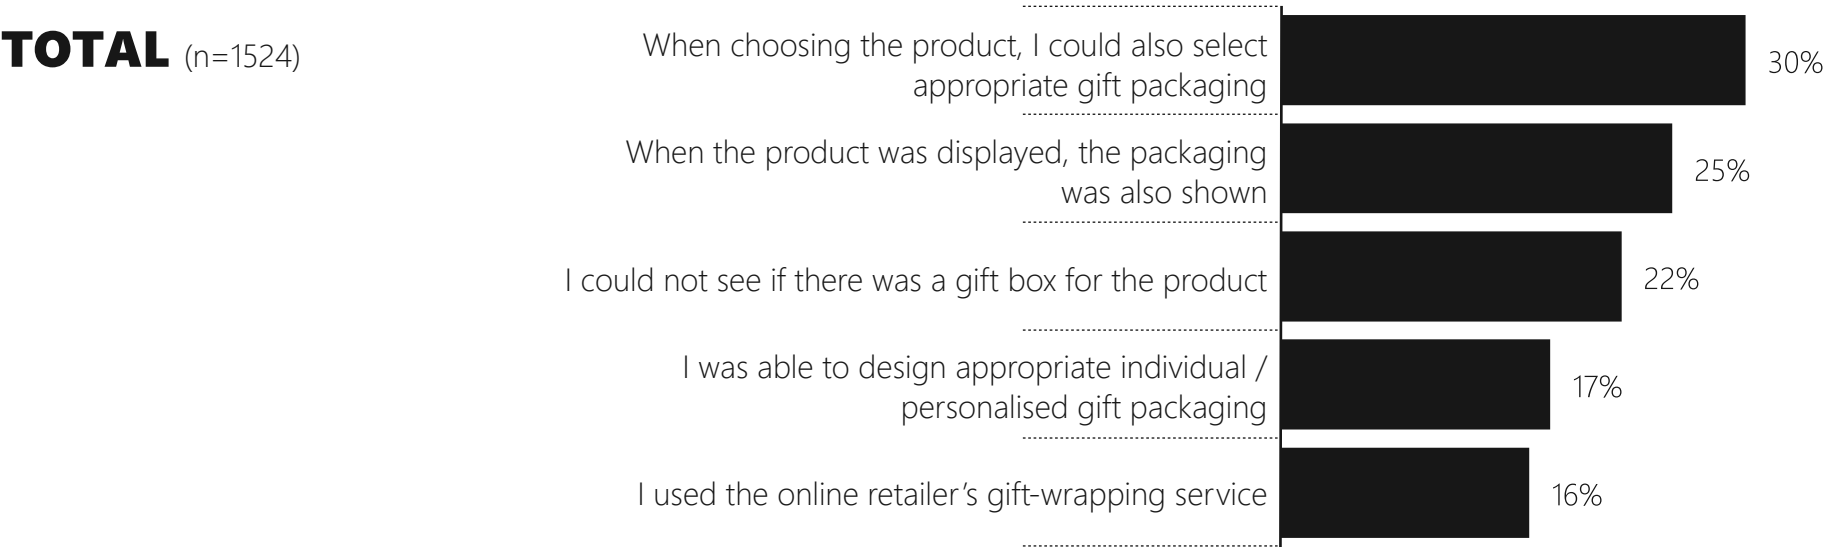 TOTAL (n=1524)
When choosing the product, I could also select
appropriate gift packaging
30%
When the product was displayed, the packaging
was also shown
25%
I could not see if there was a gift box for the product
22%
I was able to design appropriate individual /
personalised gift packaging
17%
I used the online retailer’s gift-wrapping service
16%